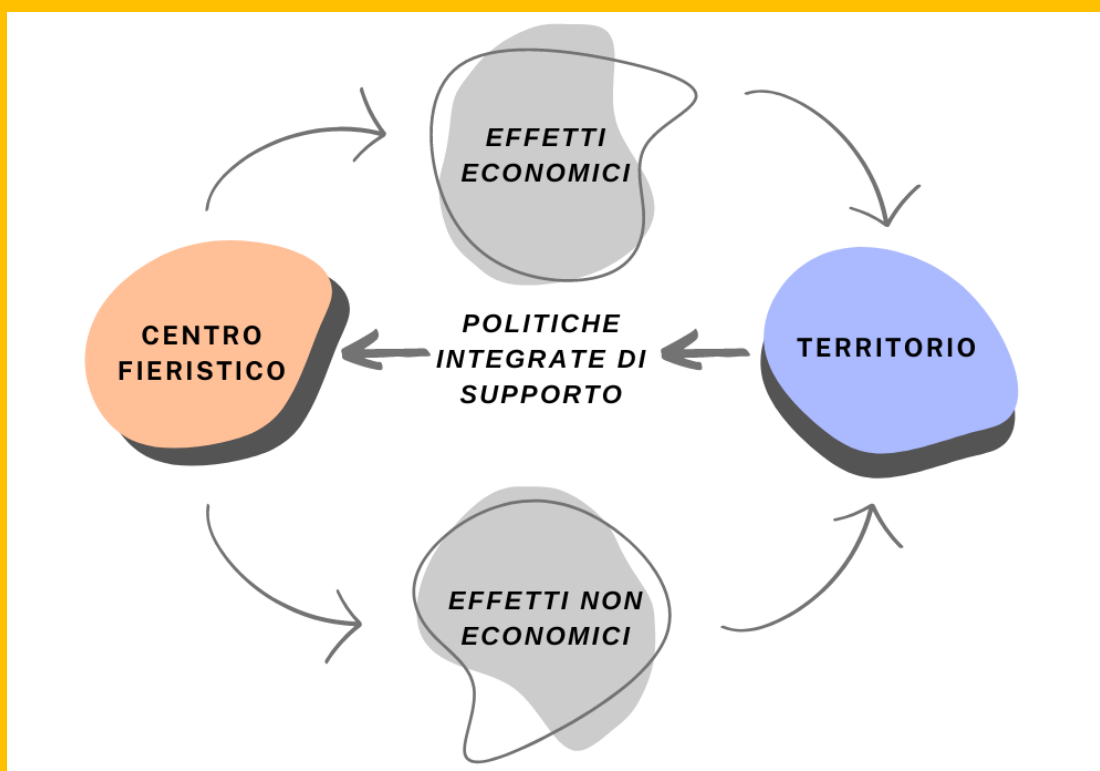 EFFETTI
ECONOMICI
CENTRO
FIERISTICO
POLITICHE
INTEGRATE DI
SUPPORTO
TERRITORIO
EFFETTI NON
ECONOMICI